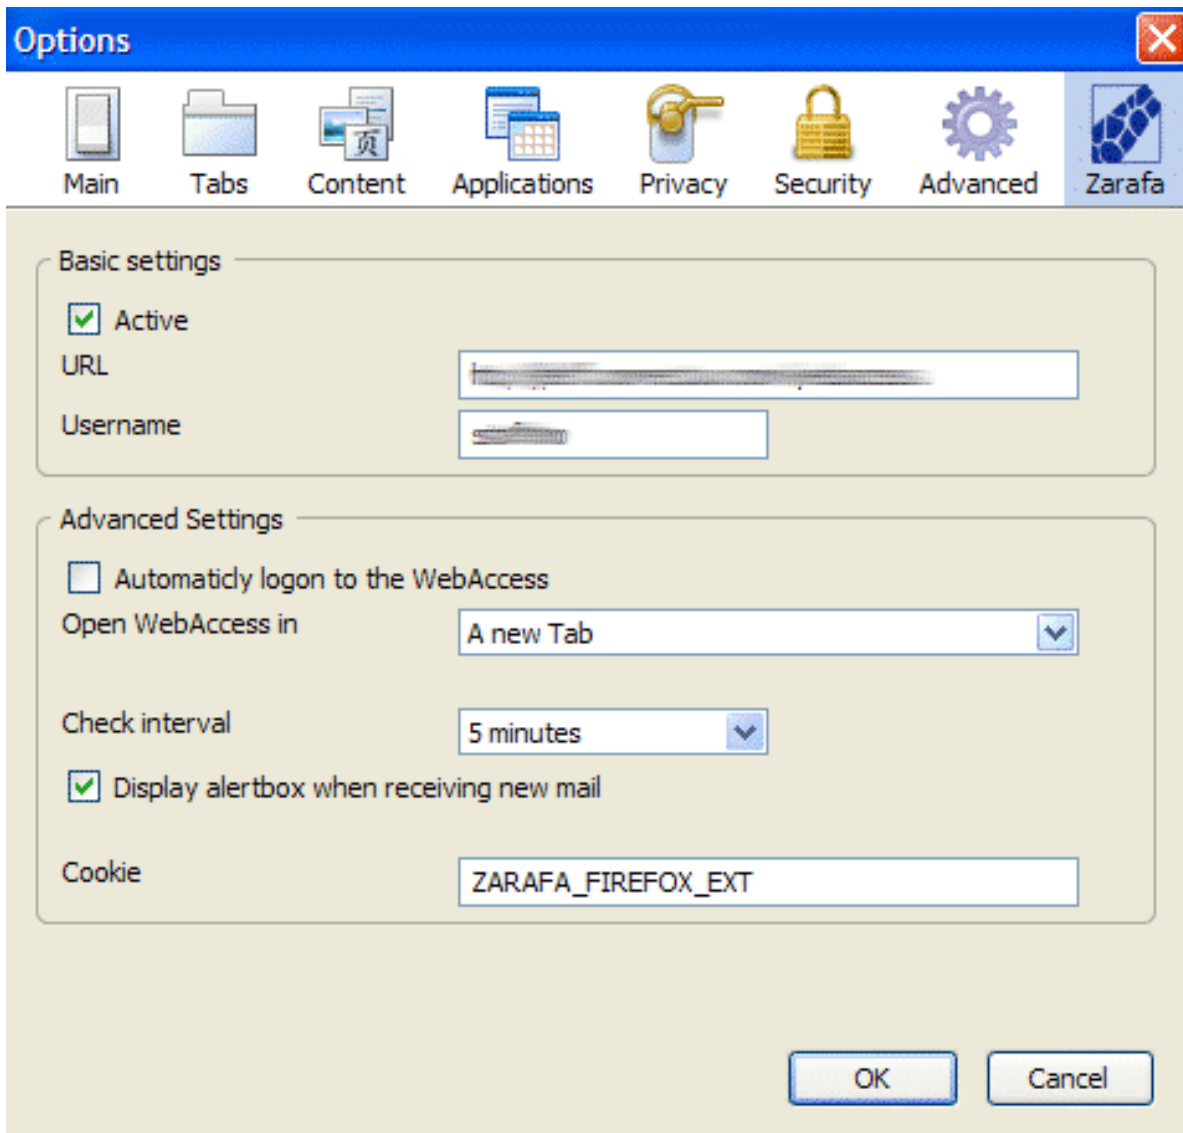 Options
页
Main Tabs Content Applications Privacy Security Advanced Zarafa
Basic settings
Active
URL
Username
Advanced Settings
Automaticly logon to the WebAccess
Open WebAccess in A new Tab
Check interval 5 minutes
Display alertbox when receiving new mail
Cookie ZARAFA_FIREFOX_EXT
OK Cancel